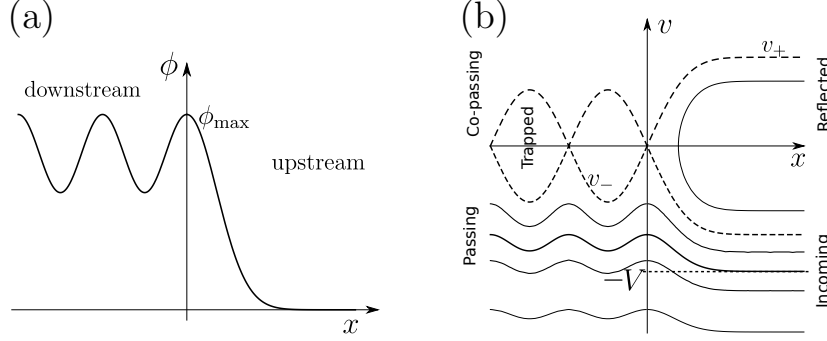 (a)
ϕ
downstream
ϕmax
upstream
x
(b)
v
v+
Co-passing
Trapped
Reflected
x
v−
Passing
−V
Incoming